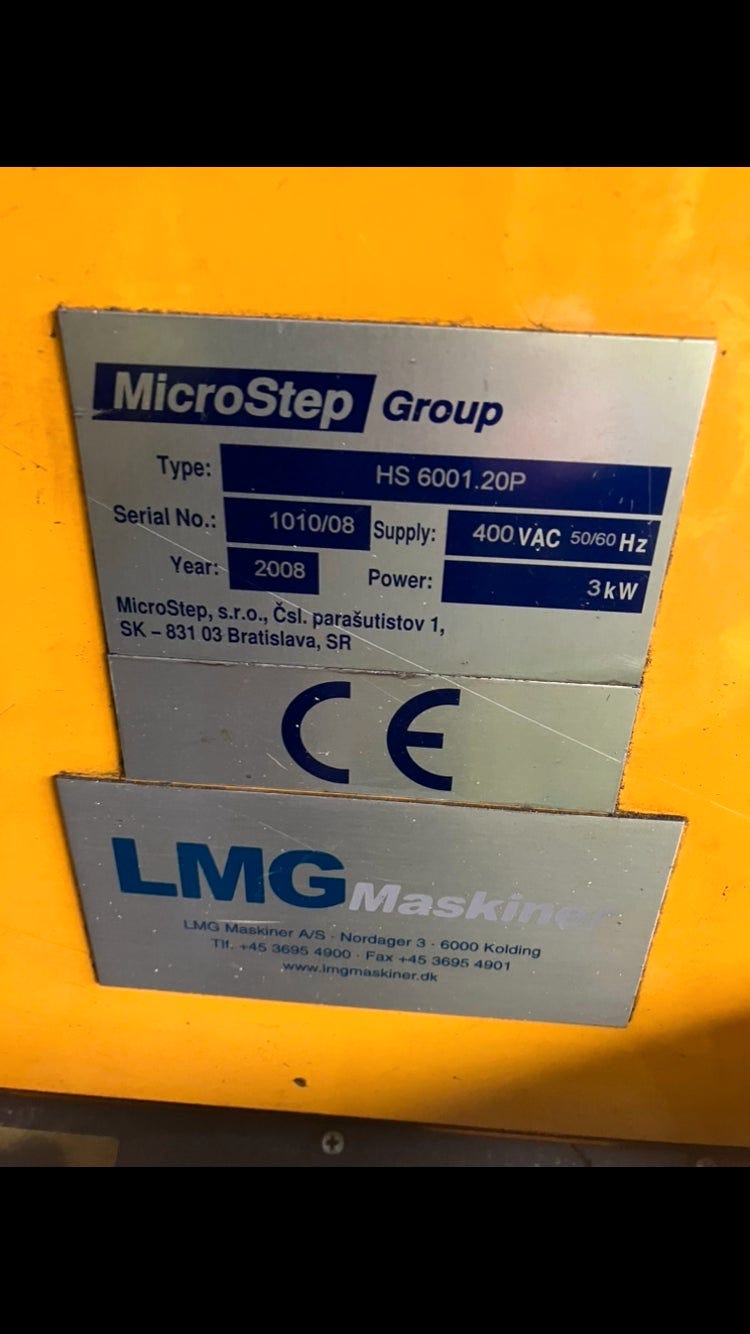 MicroStep Group
Type: HS 6001.20P
Serial No.: 1010/08 Supply: 400 VAC 50/60 Hz
Year: 2008 Power: 3 kW
MicroStep, s.r.o., Čsl. parašutistov 1,
SK – 831 03 Bratislava, SR
CE
LMG Maskiner
LMG Maskiner A/S · Nordager 3 · 6000 Kolding
Tlf. +45 3695 4900 · Fax +45 3695 4901
www.lmgmaskiner.dk